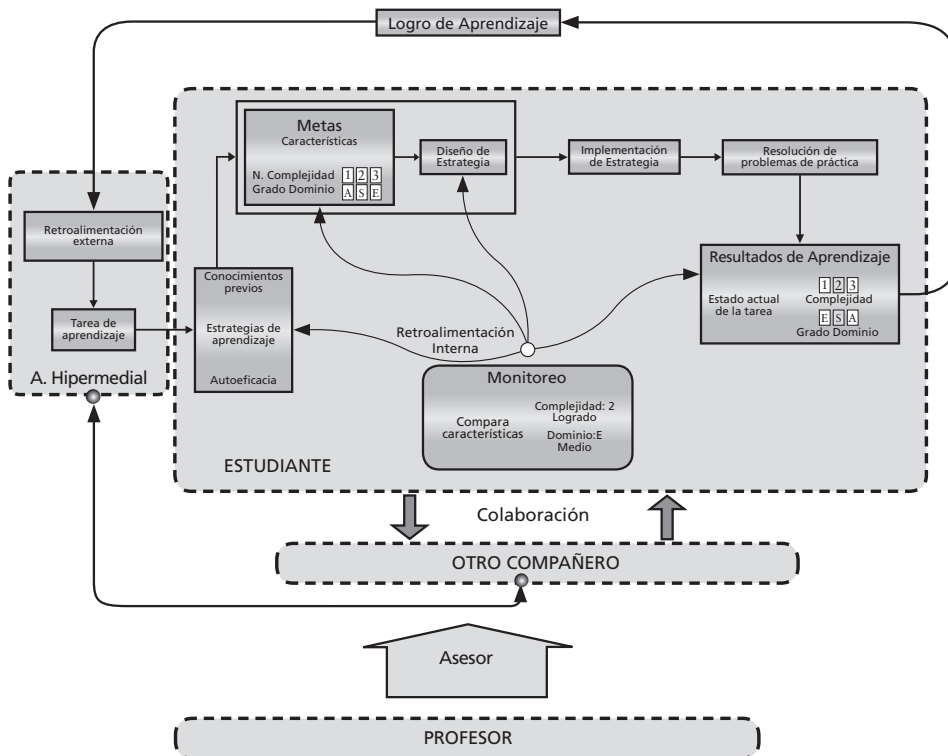 Logro de Aprendizaje
Metas
Características
N. Complejidad 1 2 3
Grado Dominio A S E
Diseño de
Estrategia
Implementación
de Estrategia
Resolución de
problemas de práctica
Retroalimentación
externa
Tarea de
aprendizaje
A. Hipermedial
Conocimientos
previos
Estrategias de
aprendizaje
Autoeficacia
Resultados de Aprendizaje
Estado actual
de la tarea
1 2 3
Complejidad
E S A
Grado Dominio
Retroalimentación
Interna
Monitoreo
Compara
características
Complejidad: 2
Logrado
Dominio:E
Medio
ESTUDIANTE
Colaboración
OTRO COMPAÑERO
Asesor
PROFESOR